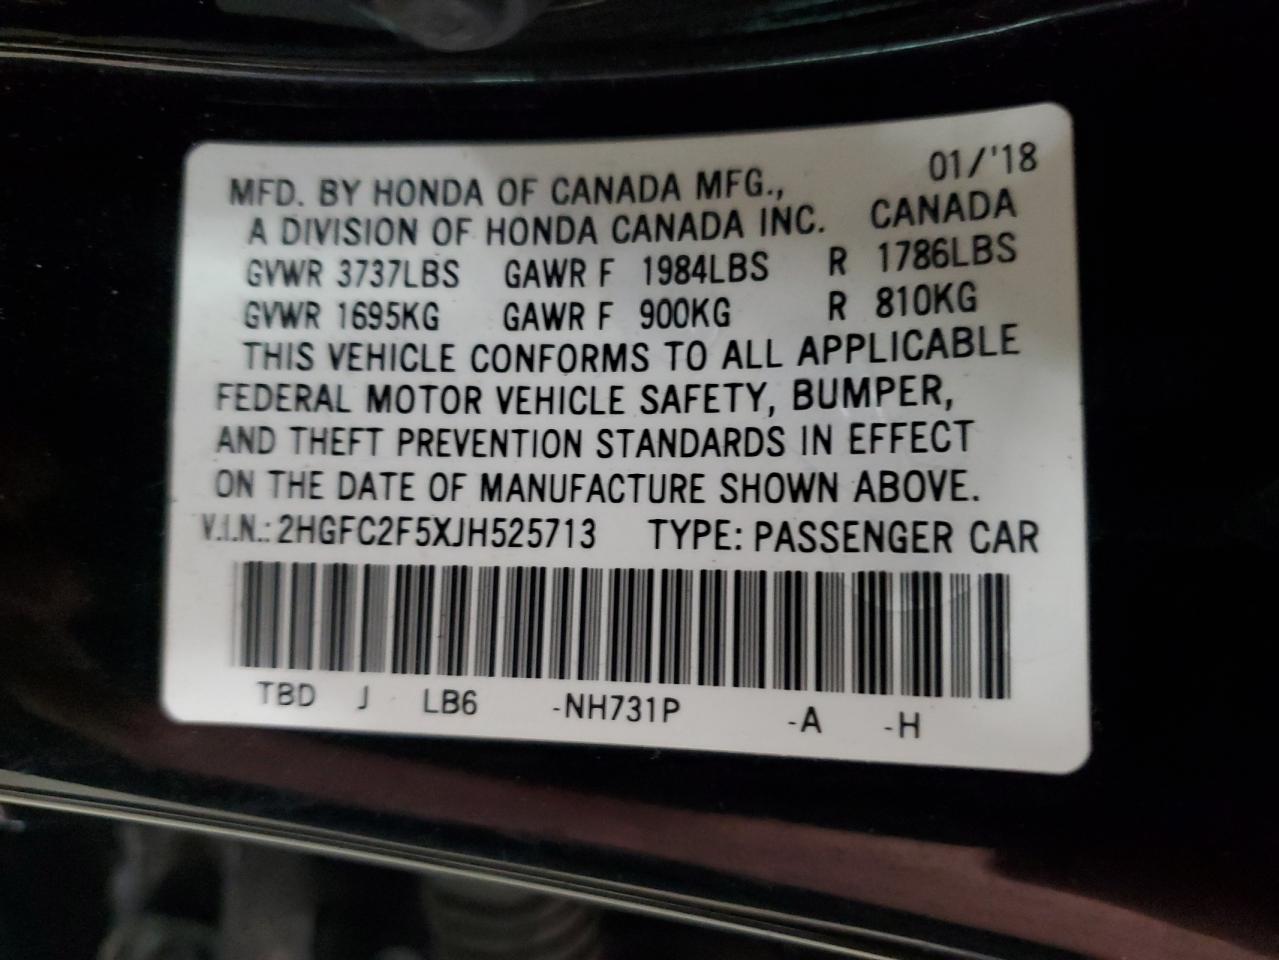 01/'18
MFD. BY HONDA OF CANADA MFG.,
A DIVISION OF HONDA CANADA INC. CANADA
GVWR 3737LBS GAWR F 1984LBS R 1786LBS
GVWR 1695KG GAWR F 900KG R 810KG
THIS VEHICLE CONFORMS TO ALL APPLICABLE
FEDERAL MOTOR VEHICLE SAFETY, BUMPER,
AND THEFT PREVENTION STANDARDS IN EFFECT
ON THE DATE OF MANUFACTURE SHOWN ABOVE.
V.I.N.: 2HGFC2F5XJH525713 TYPE: PASSENGER CAR
TBD J LB6 -NH731P -A -H